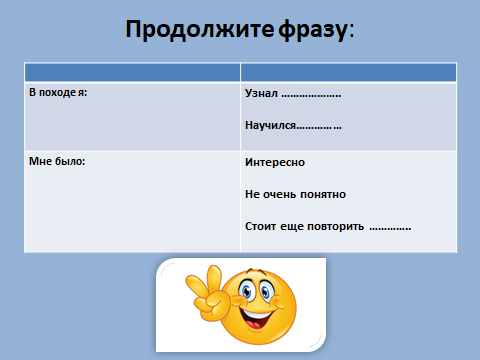 Продолжите фразу:
В походе я:
Узнал ………………..
Научился……………
Мне было:
Интересно
Не очень понятно
Стоит еще повторить …………..